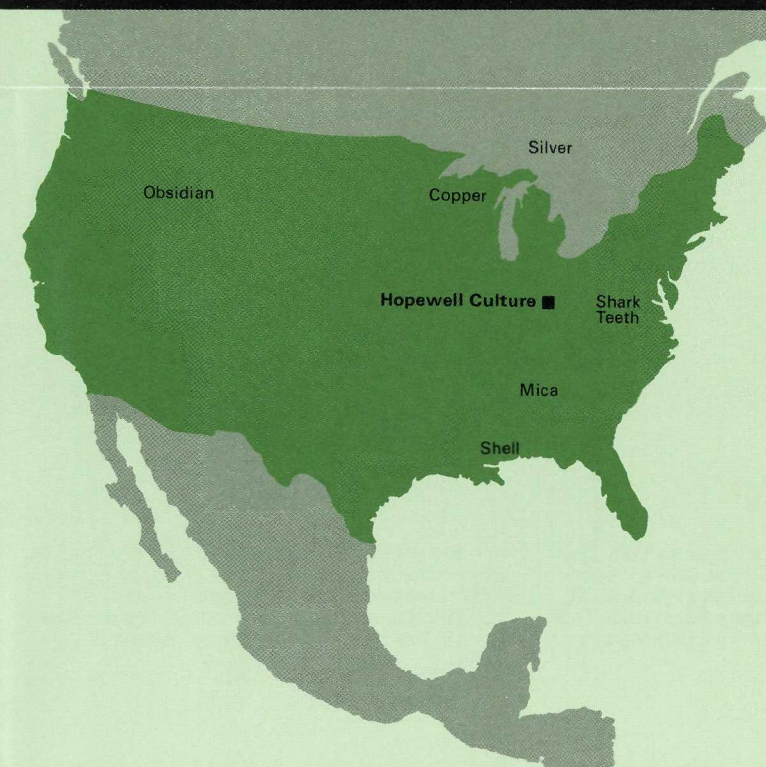 Silver
Obsidian
Copper
Hopewell Culture
Shark
Teeth
Mica
Shell